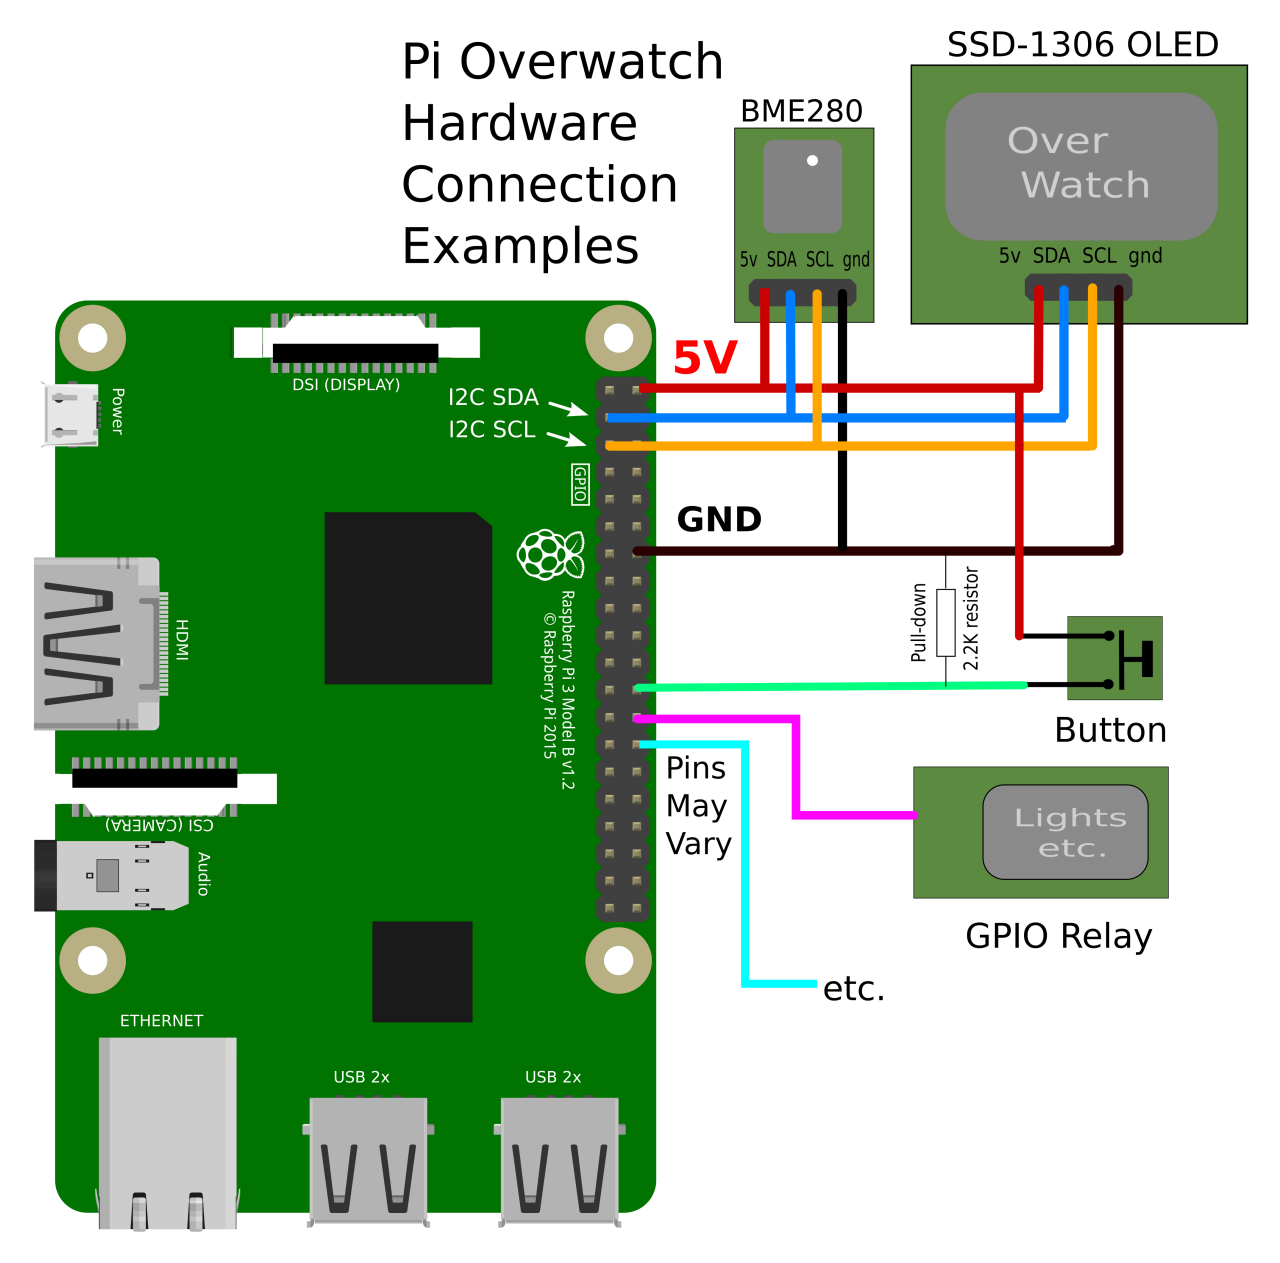 Pi Overwatch
Hardware
Connection
Examples
SSD-1306 OLED
Over
Watch
5v SDA SCL gnd
BME280
5v SDA SCL gnd
5V
DSI (DISPLAY)
I2C SDA
I2C SCL
Power
GPIO
GND
Raspberry Pi 3 Model B v1.2
© Raspberry Pi 2015
HDMI
Pull-down
2.2K resistor
Button
Pins
May
Vary
CSI (CAMERA)
Audio
Lights
etc.
GPIO Relay
etc.
ETHERNET
USB 2x
USB 2x